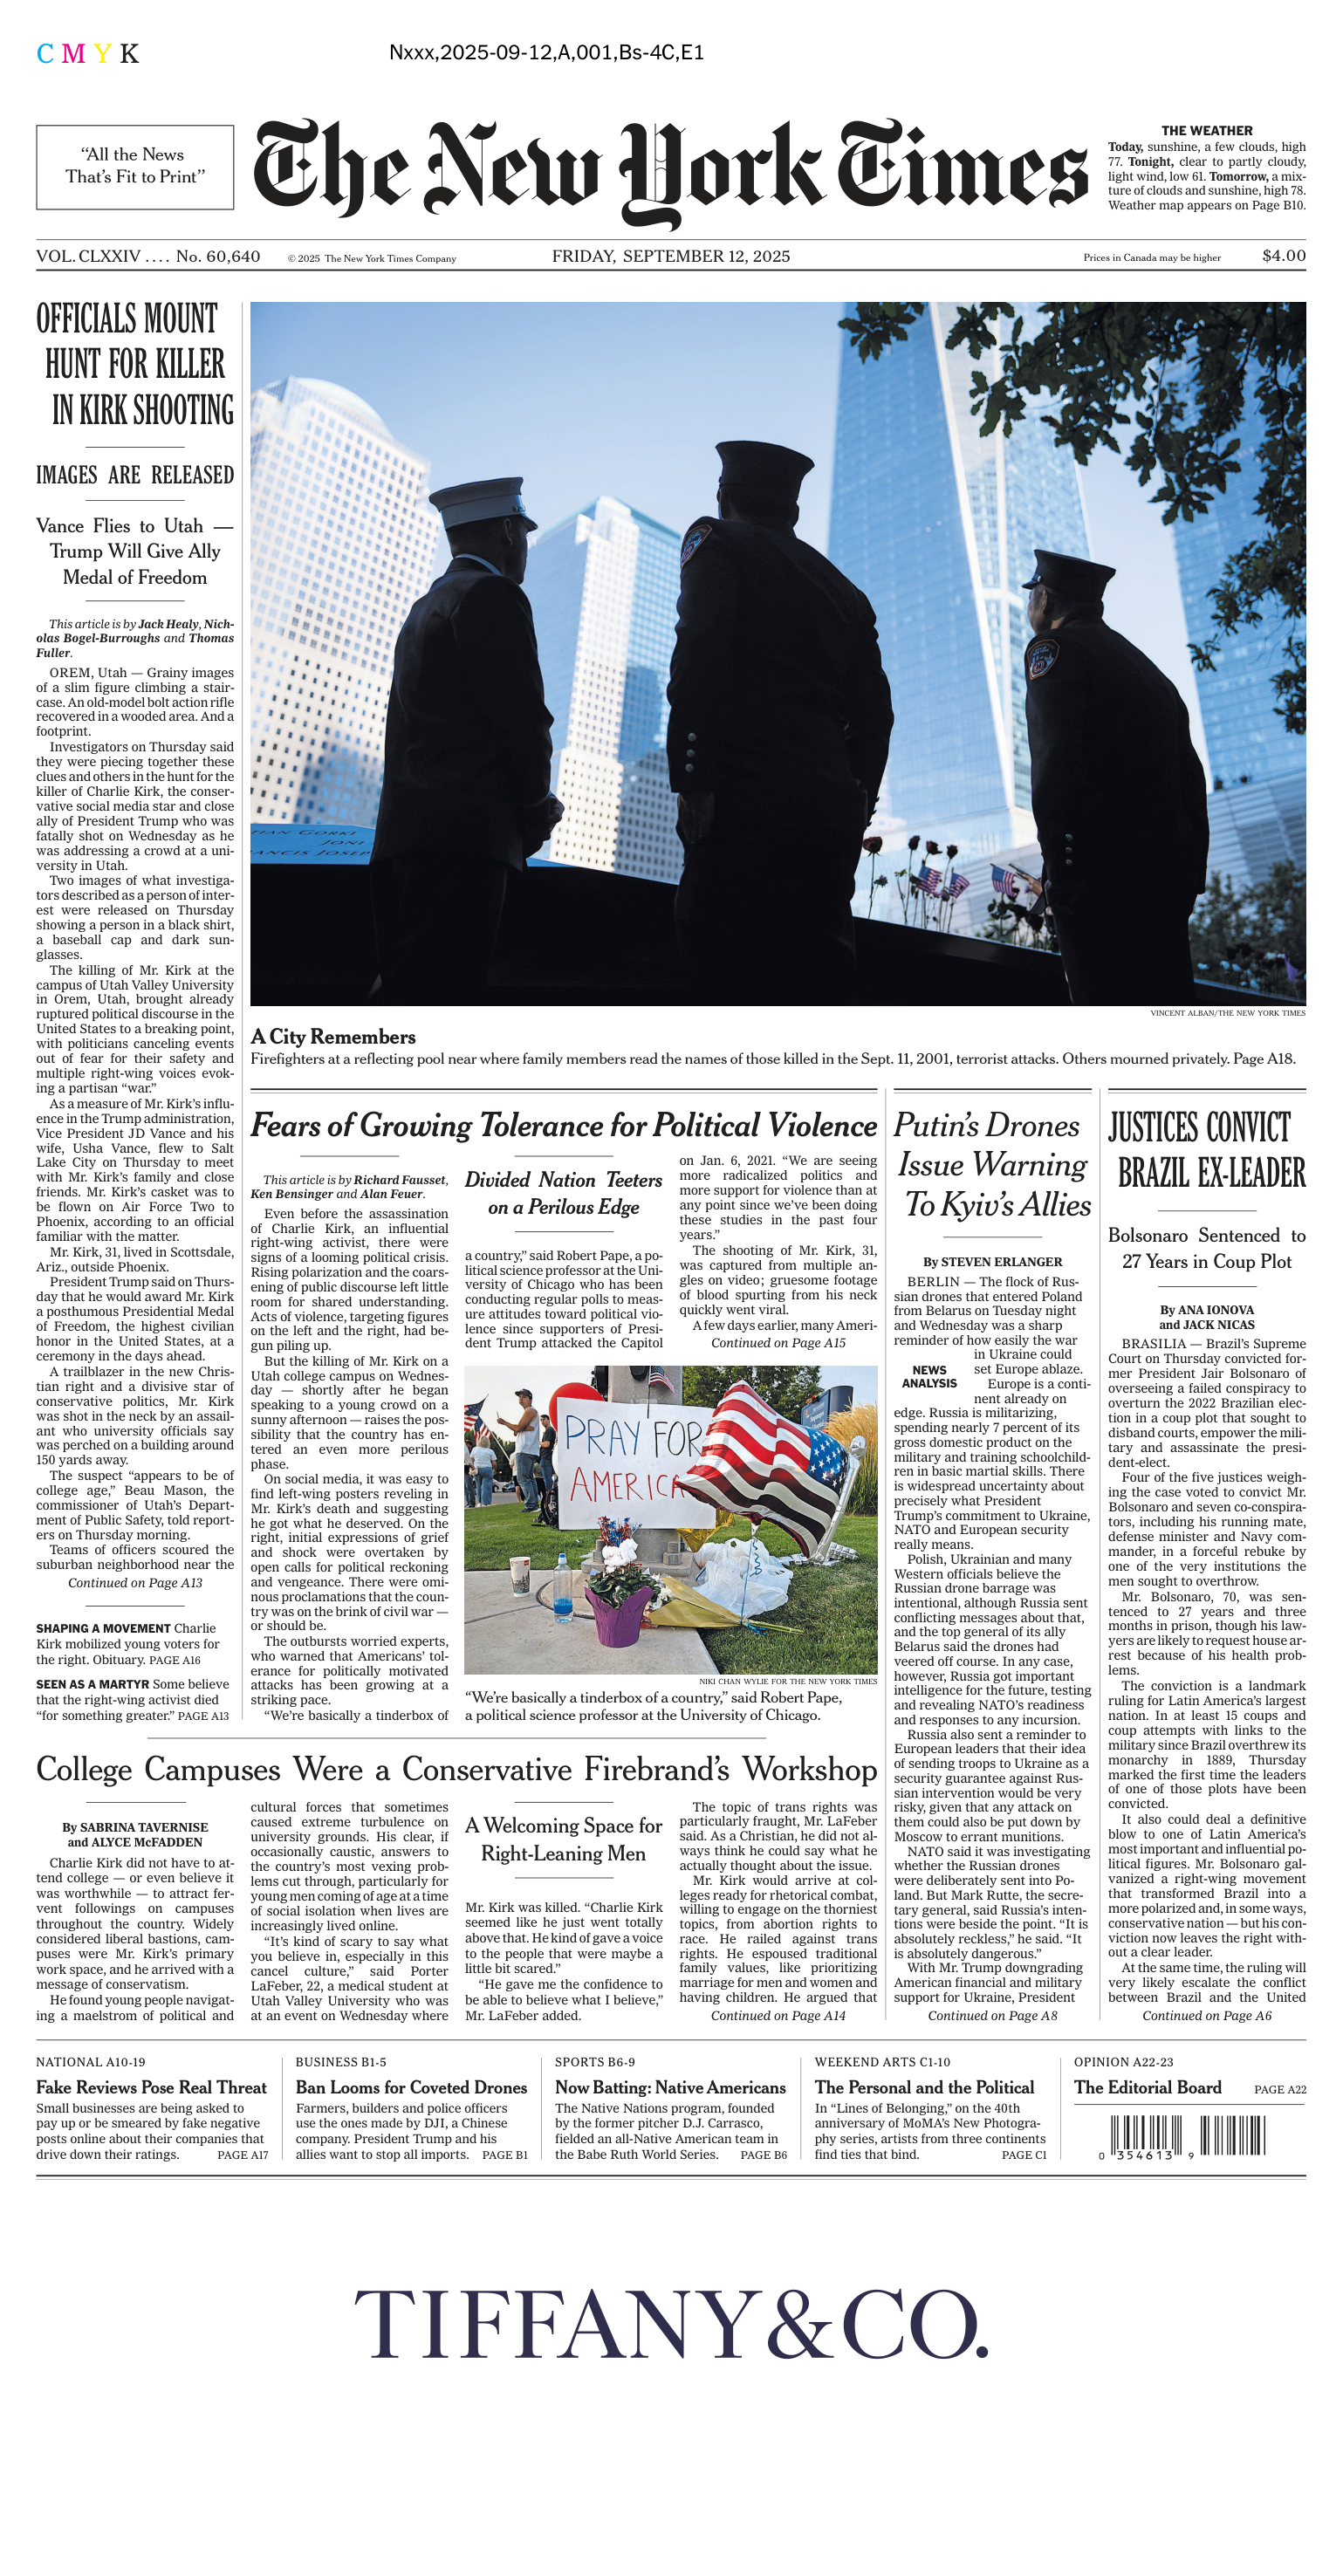 C M Y K
Nxxx,2025-09-12,A,001,Bs-4C,E1
“All the News
That’s Fit to Print”
The New York Times
THE WEATHER
Today, sunshine, a few clouds, high
77. Tonight, clear to partly cloudy,
light wind, low 61. Tomorrow, a mix-
ture of clouds and sunshine, high 78.
Weather map appears on Page B10.
VOL. CLXXIV .... No. 60,640
© 2025 The New York Times Company
FRIDAY, SEPTEMBER 12, 2025
Prices in Canada may be higher
$4.00
OFFICIALS MOUNT
HUNT FOR KILLER
IN KIRK SHOOTING
IMAGES ARE RELEASED
Vance Flies to Utah —
Trump Will Give Ally
Medal of Freedom
This article is by Jack Healy, Nich-
olas Bogel-Burroughs and Thomas
Fuller.
OREM, Utah — Grainy images
of a slim figure climbing a stair-
case. An old-model bolt action rifle
recovered in a wooded area. And a
footprint.
Investigators on Thursday said
they were piecing together these
clues and others in the hunt for the
killer of Charlie Kirk, the conser-
vative social media star and close
ally of President Trump who was
fatally shot on Wednesday as he
was addressing a crowd at a uni-
versity in Utah.
Two images of what investiga-
tors described as a person of inter-
est were released on Thursday
showing a person in a black shirt,
a baseball cap and dark sun-
glasses.
The killing of Mr. Kirk at the
campus of Utah Valley University
in Orem, Utah, brought already
ruptured political discourse in the
United States to a breaking point,
with politicians canceling events
out of fear for their safety and
multiple right-wing voices evok-
ing a partisan “war.”
As a measure of Mr. Kirk’s influ-
ence in the Trump administration,
Vice President JD Vance and his
wife, Usha Vance, flew to Salt
Lake City on Thursday to meet
with Mr. Kirk’s family and close
friends. Mr. Kirk’s casket was to
be flown on Air Force Two to
Phoenix, according to an official
familiar with the matter.
Mr. Kirk, 31, lived in Scottsdale,
Ariz., outside Phoenix.
President Trump said on Thurs-
day that he would award Mr. Kirk
a posthumous Presidential Medal
of Freedom, the highest civilian
honor in the United States, at a
ceremony in the days ahead.
A trailblazer in the new Chris-
tian right and a divisive star of
conservative politics, Mr. Kirk
was shot in the neck by an assail-
ant who university officials say
was perched on a building around
150 yards away.
The suspect “appears to be of
college age,” Beau Mason, the
commissioner of Utah’s Depart-
ment of Public Safety, told report-
ers on Thursday morning.
Teams of officers scoured the
suburban neighborhood near the
Continued on Page A13
SHAPING A MOVEMENT Charlie
Kirk mobilized young voters for
the right. Obituary. PAGE A16
SEEN AS A MARTYR Some believe
that the right-wing activist died
“for something greater.” PAGE A13
GORKI
JONI
ANCIS JOSEP
VINCENT ALBAN/THE NEW YORK TIMES
A City Remembers
Firefighters at a reflecting pool near where family members read the names of those killed in the Sept. 11, 2001, terrorist attacks. Others mourned privately. Page A18.
Fears of Growing Tolerance for Political Violence
This article is by Richard Fausset,
Ken Bensinger and Alan Feuer.
Even before the assassination
of Charlie Kirk, an influential
right-wing activist, there were
signs of a looming political crisis.
Rising polarization and the coars-
ening of public discourse left little
room for shared understanding.
Acts of violence, targeting figures
on the left and the right, had be-
gun piling up.
But the killing of Mr. Kirk on a
Utah college campus on Wednes-
day — shortly after he began
speaking to a young crowd on a
sunny afternoon — raises the pos-
sibility that the country has en-
tered an even more perilous
phase.
On social media, it was easy to
find left-wing posters reveling in
Mr. Kirk’s death and suggesting
he got what he deserved. On the
right, initial expressions of grief
and shock were overtaken by
open calls for political reckoning
and vengeance. There were omi-
nous proclamations that the coun-
try was on the brink of civil war —
or should be.
The outbursts worried experts,
who warned that Americans’ tol-
erance for politically motivated
attacks has been growing at a
striking pace.
“We’re basically a tinderbox of
Divided Nation Teeters
on a Perilous Edge
a country,” said Robert Pape, a po-
litical science professor at the Uni-
versity of Chicago who has been
conducting regular polls to meas-
ure attitudes toward political vio-
lence since supporters of Presi-
dent Trump attacked the Capitol
on Jan. 6, 2021. “We are seeing
more radicalized politics and
more support for violence than at
any point since we’ve been doing
these studies in the past four
years.”
The shooting of Mr. Kirk, 31,
was captured from multiple an-
gles on video; gruesome footage
of blood spurting from his neck
quickly went viral.
A few days earlier, many Ameri-
Continued on Page A15
PRAY FOR
AMERICA
NIKI CHAN WYLIE FOR THE NEW YORK TIMES
“We’re basically a tinderbox of a country,” said Robert Pape,
a political science professor at the University of Chicago.
Putin’s Drones
Issue Warning
To Kyiv’s Allies
By STEVEN ERLANGER
BERLIN — The flock of Rus-
sian drones that entered Poland
from Belarus on Tuesday night
and Wednesday was a sharp
reminder of how easily the war
in Ukraine could
set Europe ablaze.
NEWS
ANALYSIS
Europe is a conti-
nent already on
edge. Russia is militarizing,
spending nearly 7 percent of its
gross domestic product on the
military and training schoolchild-
ren in basic martial skills. There
is widespread uncertainty about
precisely what President
Trump’s commitment to Ukraine,
NATO and European security
really means.
Polish, Ukrainian and many
Western officials believe the
Russian drone barrage was
intentional, although Russia sent
conflicting messages about that,
and the top general of its ally
Belarus said the drones had
veered off course. In any case,
however, Russia got important
intelligence for the future, testing
and revealing NATO’s readiness
and responses to any incursion.
Russia also sent a reminder to
European leaders that their idea
of sending troops to Ukraine as a
security guarantee against Rus-
sian intervention would be very
risky, given that any attack on
them could also be put down by
Moscow to errant munitions.
NATO said it was investigating
whether the Russian drones
were deliberately sent into Po-
land. But Mark Rutte, the secre-
tary general, said Russia’s inten-
tions were beside the point. “It is
absolutely reckless,” he said. “It
is absolutely dangerous.”
With Mr. Trump downgrading
American financial and military
support for Ukraine, President
Continued on Page A8
JUSTICES CONVICT
BRAZIL EX-LEADER
Bolsonaro Sentenced to
27 Years in Coup Plot
By ANA IONOVA
and JACK NICAS
BRASILIA — Brazil’s Supreme
Court on Thursday convicted for-
mer President Jair Bolsonaro of
overseeing a failed conspiracy to
overturn the 2022 Brazilian elec-
tion in a coup plot that sought to
disband courts, empower the mili-
tary and assassinate the presi-
dent-elect.
Four of the five justices weigh-
ing the case voted to convict Mr.
Bolsonaro and seven co-conspira-
tors, including his running mate,
defense minister and Navy com-
mander, in a forceful rebuke by
one of the very institutions the
men sought to overthrow.
Mr. Bolsonaro, 70, was sen-
tenced to 27 years and three
months in prison, though his law-
yers are likely to request house ar-
rest because of his health prob-
lems.
The conviction is a landmark
ruling for Latin America’s largest
nation. In at least 15 coups and
coup attempts with links to the
military since Brazil overthrew its
monarchy in 1889, Thursday
marked the first time the leaders
of one of those plots have been
convicted.
It also could deal a definitive
blow to one of Latin America’s
most important and influential po-
litical figures. Mr. Bolsonaro gal-
vanized a right-wing movement
that transformed Brazil into a
more polarized and, in some ways,
conservative nation — but his con-
viction now leaves the right with-
out a clear leader.
At the same time, the ruling will
very likely escalate the conflict
between Brazil and the United
Continued on Page A6
College Campuses Were a Conservative Firebrand’s Workshop
By SABRINA TAVERNISE
and ALYCE McFADDEN
Charlie Kirk did not have to at-
tend college — or even believe it
was worthwhile — to attract fer-
vent followings on campuses
throughout the country. Widely
considered liberal bastions, cam-
puses were Mr. Kirk’s primary
work space, and he arrived with a
message of conservatism.
He found young people navigat-
ing a maelstrom of political and
cultural forces that sometimes
caused extreme turbulence on
university grounds. His clear, if
occasionally caustic, answers to
the country’s most vexing prob-
lems cut through, particularly for
young men coming of age at a time
of social isolation when lives are
increasingly lived online.
“It’s kind of scary to say what
you believe in, especially in this
cancel culture,” said Porter
LaFeber, 22, a medical student at
Utah Valley University who was
at an event on Wednesday where
A Welcoming Space for
Right-Leaning Men
Mr. Kirk was killed. “Charlie Kirk
seemed like he just went totally
above that. He kind of gave a voice
to the people that were maybe a
little bit scared.”
“He gave me the confidence to
be able to believe what I believe,”
Mr. LaFeber added.
The topic of trans rights was
particularly fraught, Mr. LaFeber
said. As a Christian, he did not al-
ways think he could say what he
actually thought about the issue.
Mr. Kirk would arrive at col-
leges ready for rhetorical combat,
willing to engage on the thorniest
topics, from abortion rights to
race. He railed against trans
rights. He espoused traditional
family values, like prioritizing
marriage for men and women and
having children. He argued that
Continued on Page A14
NATIONAL A10-19
Fake Reviews Pose Real Threat
Small businesses are being asked to
pay up or be smeared by fake negative
posts online about their companies that
drive down their ratings. PAGE A17
BUSINESS B1-5
Ban Looms for Coveted Drones
Farmers, builders and police officers
use the ones made by DJI, a Chinese
company. President Trump and his
allies want to stop all imports. PAGE B1
SPORTS B6-9
Now Batting: Native Americans
The Native Nations program, founded
by the former pitcher D.J. Carrasco,
fielded an all-Native American team in
the Babe Ruth World Series. PAGE B6
WEEKEND ARTS C1-10
The Personal and the Political
In “Lines of Belonging,” on the 40th
anniversary of MoMA’s New Photogra-
phy series, artists from three continents
find ties that bind. PAGE C1
OPINION A22-23
The Editorial Board PAGE A22
0 354613 9
TIFFANY&CO.